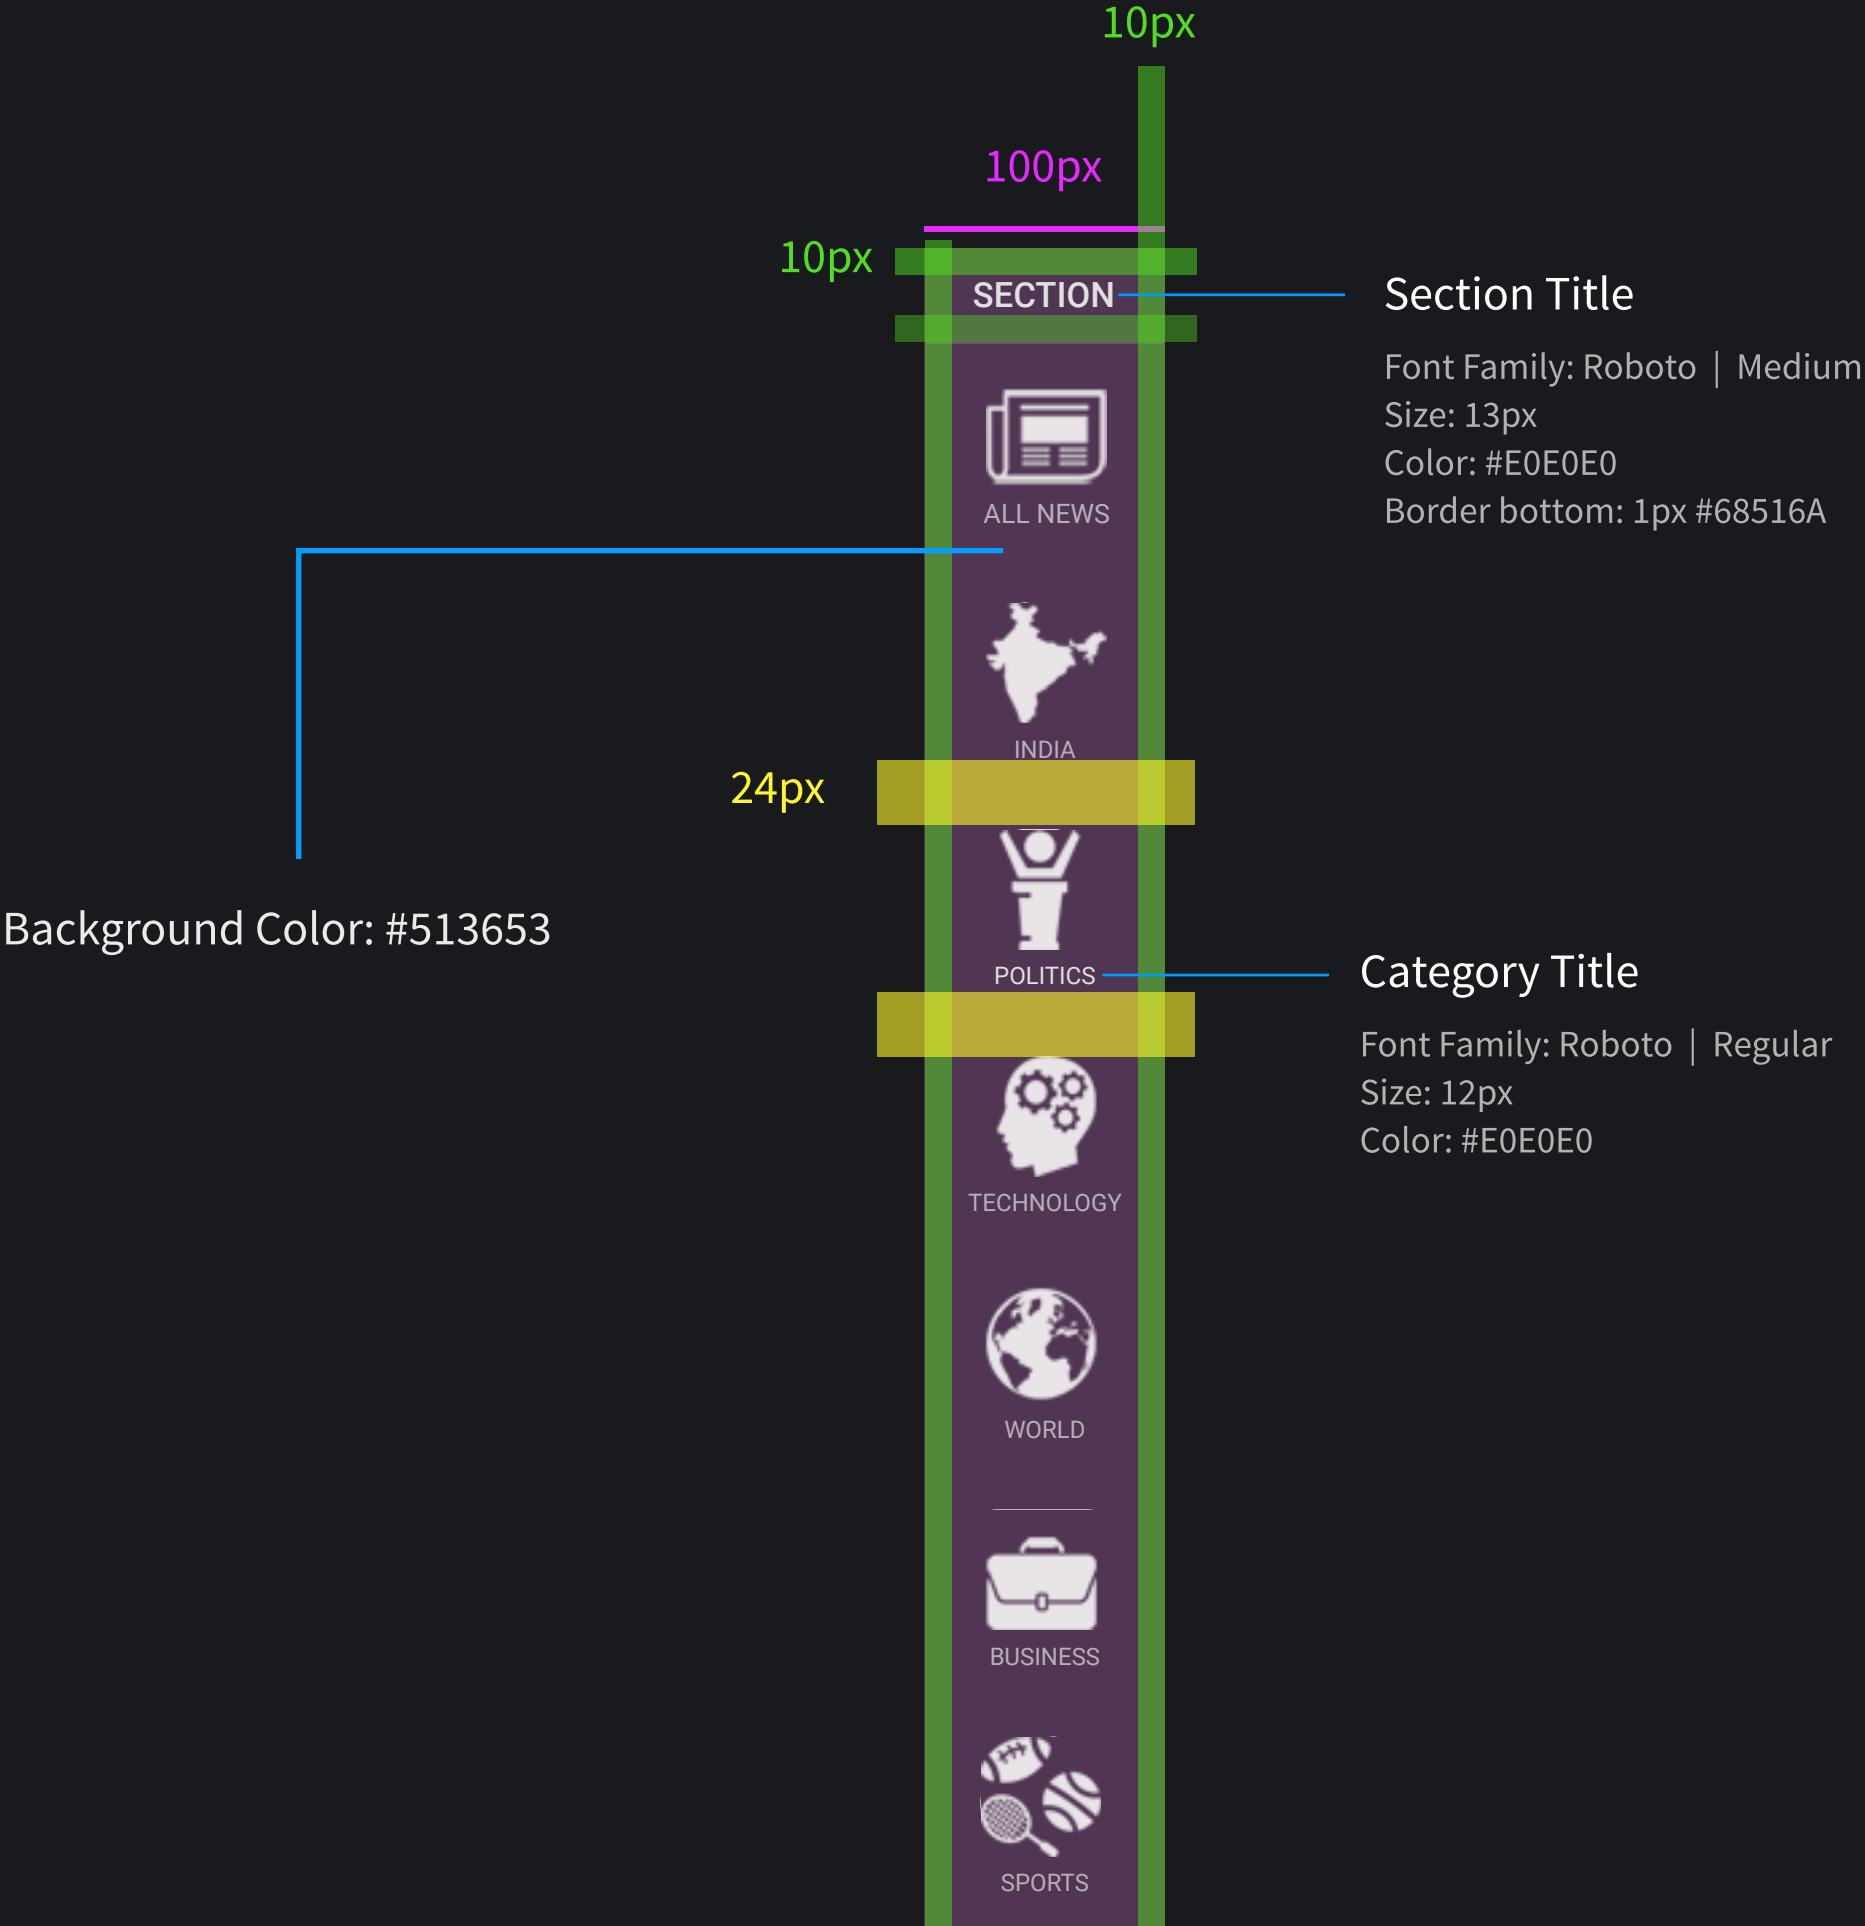 10px
100px
10px
SECTION
Section Title
Font Family: Roboto | Medium
Size: 13px
Color: #E0E0E0
Border bottom: 1px #68516A
ALL NEWS
INDIA
24px
Background Color: #513653
POLITICS
Category Title
Font Family: Roboto | Regular
Size: 12px
Color: #E0E0E0
TECHNOLOGY
WORLD
BUSINESS
SPORTS